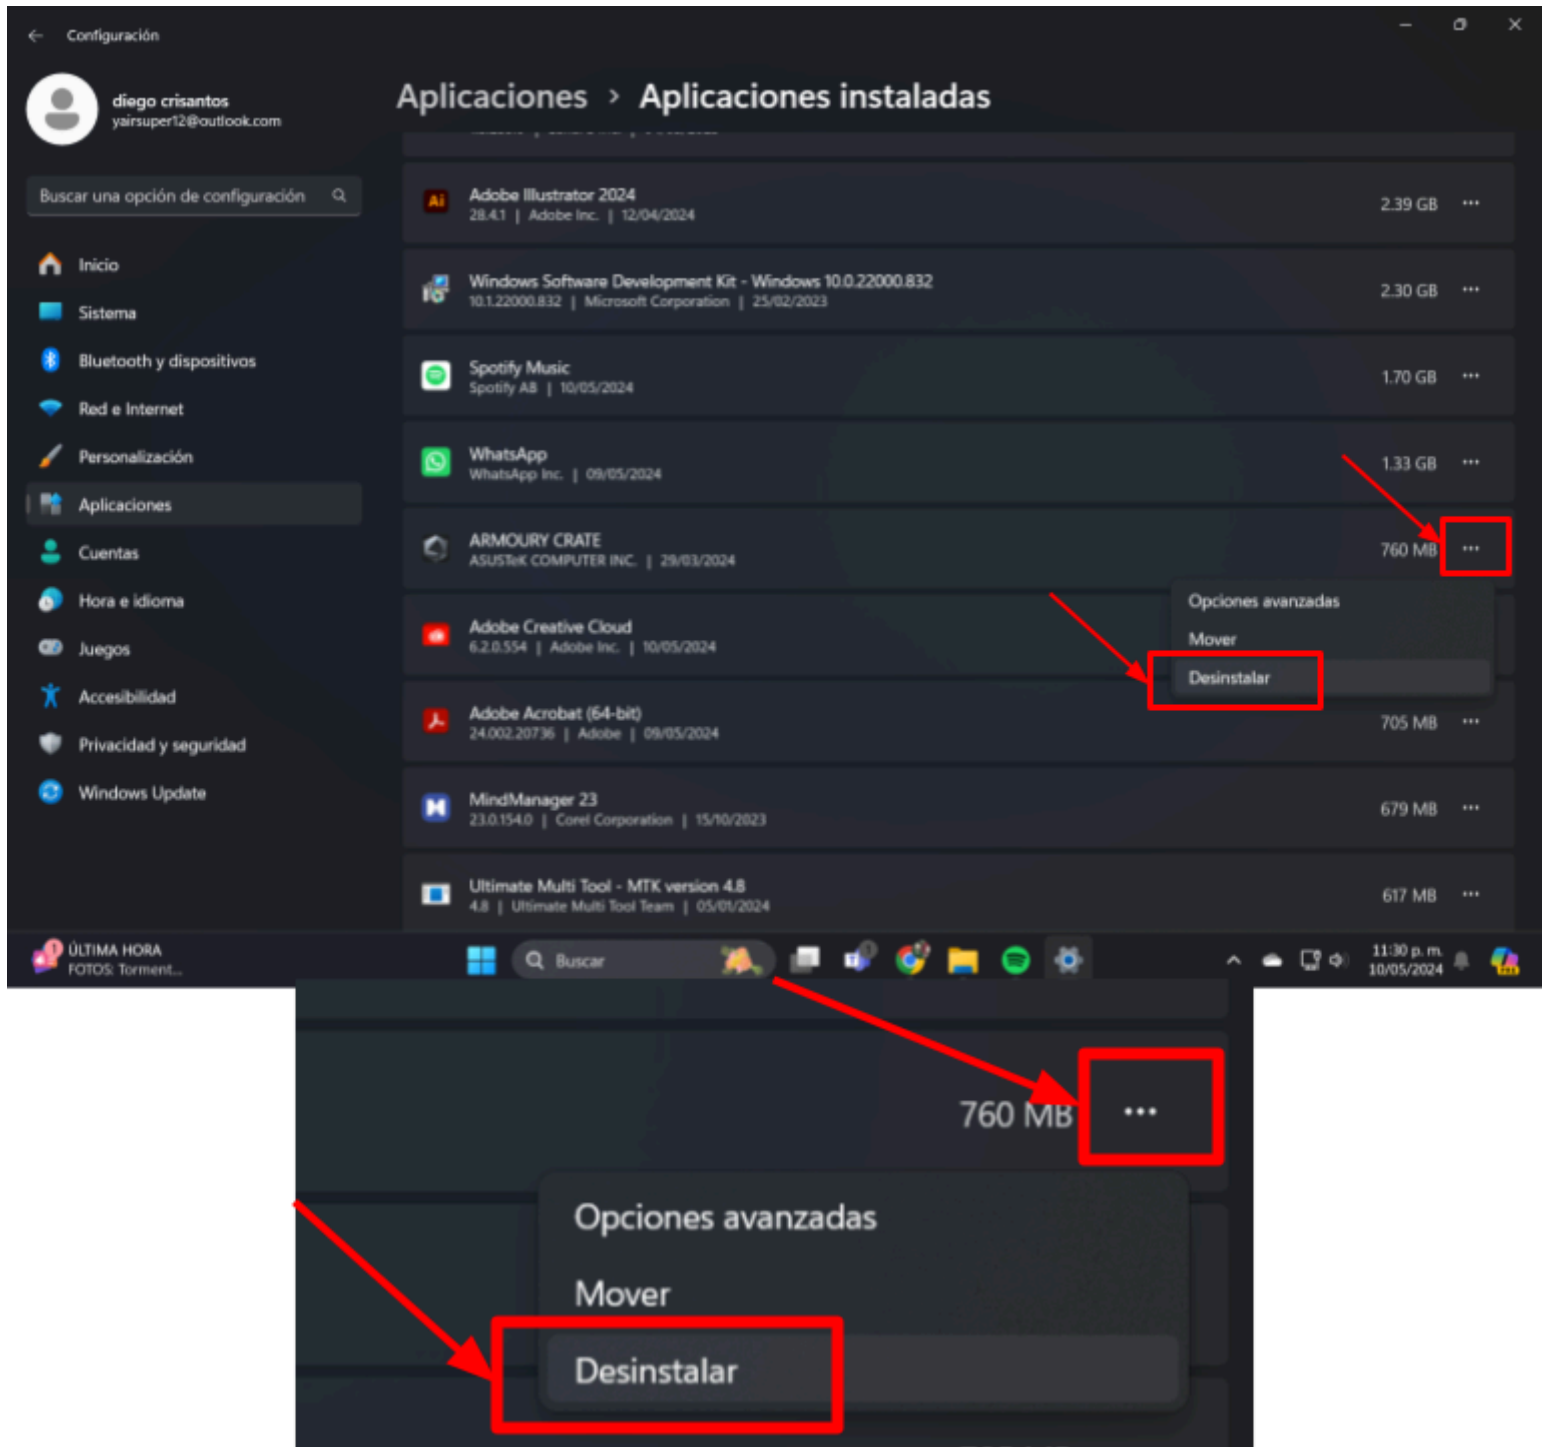 Configuración
diego crisantos
yairsuper12@outlook.com
Buscar una opción de configuración
Inicio
Sistema
Bluetooth y dispositivos
Red e Internet
Personalización
Aplicaciones
Cuentas
Hora e idioma
Juegos
Accesibilidad
Privacidad y seguridad
Windows Update
Aplicaciones > Aplicaciones instaladas
Ai
Adobe Illustrator 2024
28.4.1 | Adobe Inc. | 12/04/2024
2.39 GB
Windows Software Development Kit - Windows 10.0.22000.832
10.1.22000.832 | Microsoft Corporation | 25/02/2023
2.30 GB
Spotify Music
Spotify AB | 10/05/2024
1.70 GB
WhatsApp
WhatsApp Inc. | 09/05/2024
1.33 GB
ARMOURY CRATE
ASUSTeK COMPUTER INC. | 29/03/2024
760 MB
Opciones avanzadas
Mover
Desinstalar
Adobe Creative Cloud
6.2.0.554 | Adobe Inc. | 10/05/2024
Adobe Acrobat (64-bit)
24.002.20736 | Adobe | 09/05/2024
705 MB
MindManager 23
23.0.154.0 | Corel Corporation | 15/10/2023
679 MB
Ultimate Multi Tool - MTK version 4.8
4.8 | Ultimate Multi Tool Team | 05/01/2024
617 MB
1
ÚLTIMA HORA
FOTOS: Torment...
Buscar
11:30 p. m.
10/05/2024
760 MB
Opciones avanzadas
Mover
Desinstalar